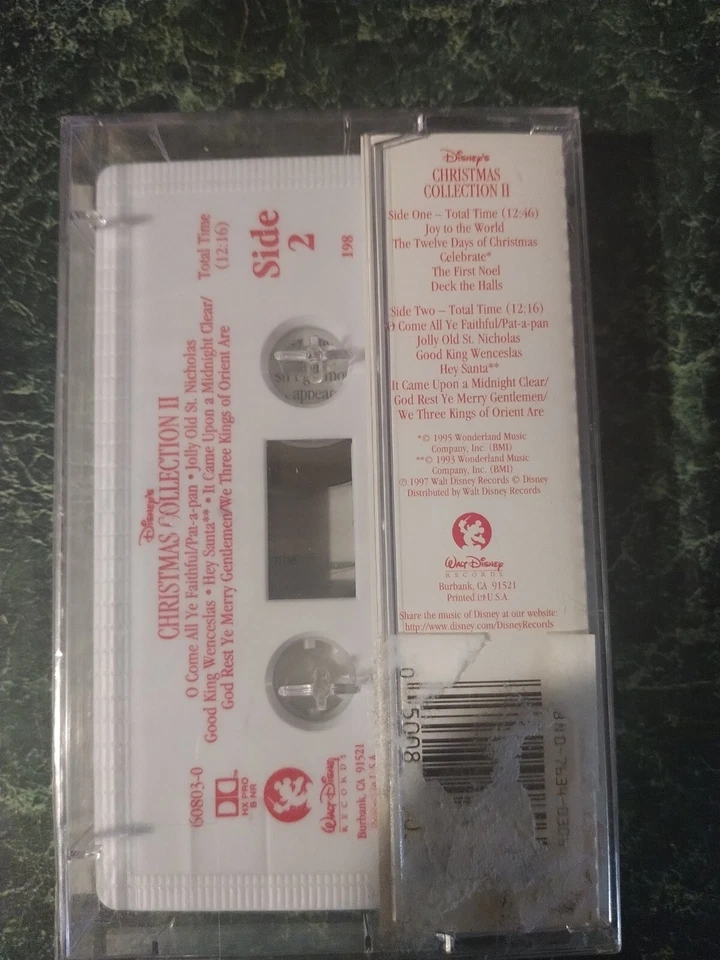 Disney's
CHRISTMAS
COLLECTION II
Side One – Total Time (12:46)
Joy to the World
The Twelve Days of Christmas
Celebrate*
The First Noel
Deck the Halls
Side Two – Total Time (12:16)
O Come All Ye Faithful/Pat-a-pan
Jolly Old St. Nicholas
Good King Wenceslas
Hey Santa**
It Came Upon a Midnight Clear/
God Rest Ye Merry Gentlemen/
We Three Kings of Orient Are
*© 1995 Wonderland Music
Company, Inc. (BMI)
**© 1993 Wonderland Music
Company, Inc. (BMI)
℗ 1997 Walt Disney Records © Disney
Distributed by Walt Disney Records
WALT DISNEY
RECORDS
Burbank, CA 91521
Printed in U.S.A.
Share the music of Disney at our website:
http://www.disney.com/DisneyRecords
Disney's
CHRISTMAS COLLECTION II
O Come All Ye Faithful/Pat-a-pan • Jolly Old St. Nicholas
Good King Wenceslas • Hey Santa** • It Came Upon a Midnight Clear/
God Rest Ye Merry Gentlemen/We Three Kings of Orient Are
Total Time
(12:16)
Side
2
198
60803-0
HX PRO
B NR
WALT DISNEY
RECORDS
Burbank, CA 91521
appear
the
5008